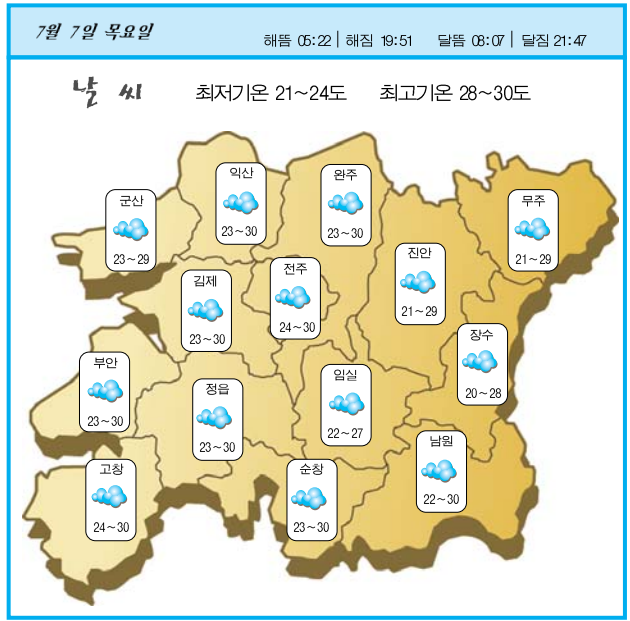 7월 7일 목요일
해뜸 05:22 | 해짐 19:51 달뜸 08:07 | 달짐 21:47
날 씨 최저기온 21~24도 최고기온 28~30도
익산
23~30
완주
23~30
군산
23~29
무주
21~29
진안
21~29
전주
24~30
김제
23~30
장수
20~28
부안
23~30
임실
22~27
정읍
23~30
남원
22~30
고창
24~30
순창
23~30